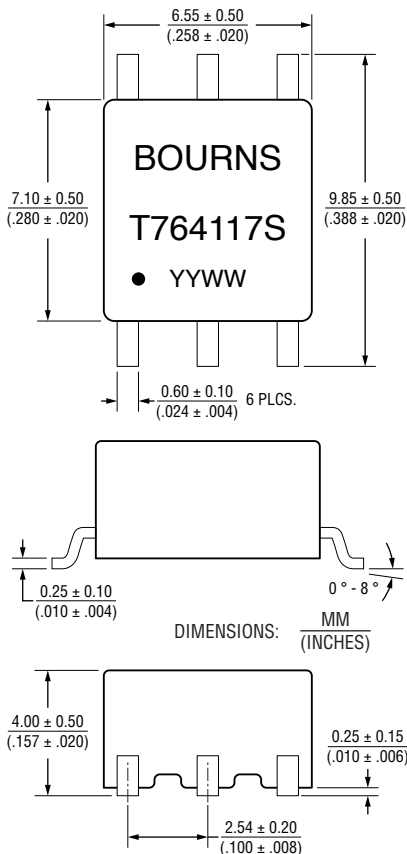 6.55 ± 0.50
(.258 ± .020)
BOURNS
T764117S
● YYWW
7.10 ± 0.50
(.280 ± .020)
9.85 ± 0.50
(.388 ± .020)
0.60 ± 0.10
(.024 ± .004)
6 PLCS.
0.25 ± 0.10
(.010 ± .004)
0 ° - 8 °
DIMENSIONS:
MM
(INCHES)
4.00 ± 0.50
(.157 ± .020)
0.25 ± 0.15
(.010 ± .006)
2.54 ± 0.20
(.100 ± .008)